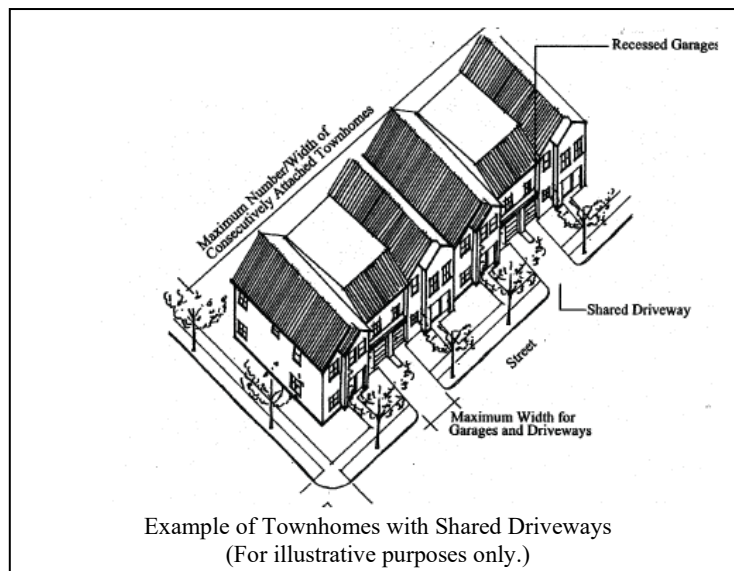 Recessed Garages
Maximum Number/Width of
Consecutively Attached Townhomes
Shared Driveway
Street
Maximum Width for
Garages and Driveways
Example of Townhomes with Shared Driveways
(For illustrative purposes only.)